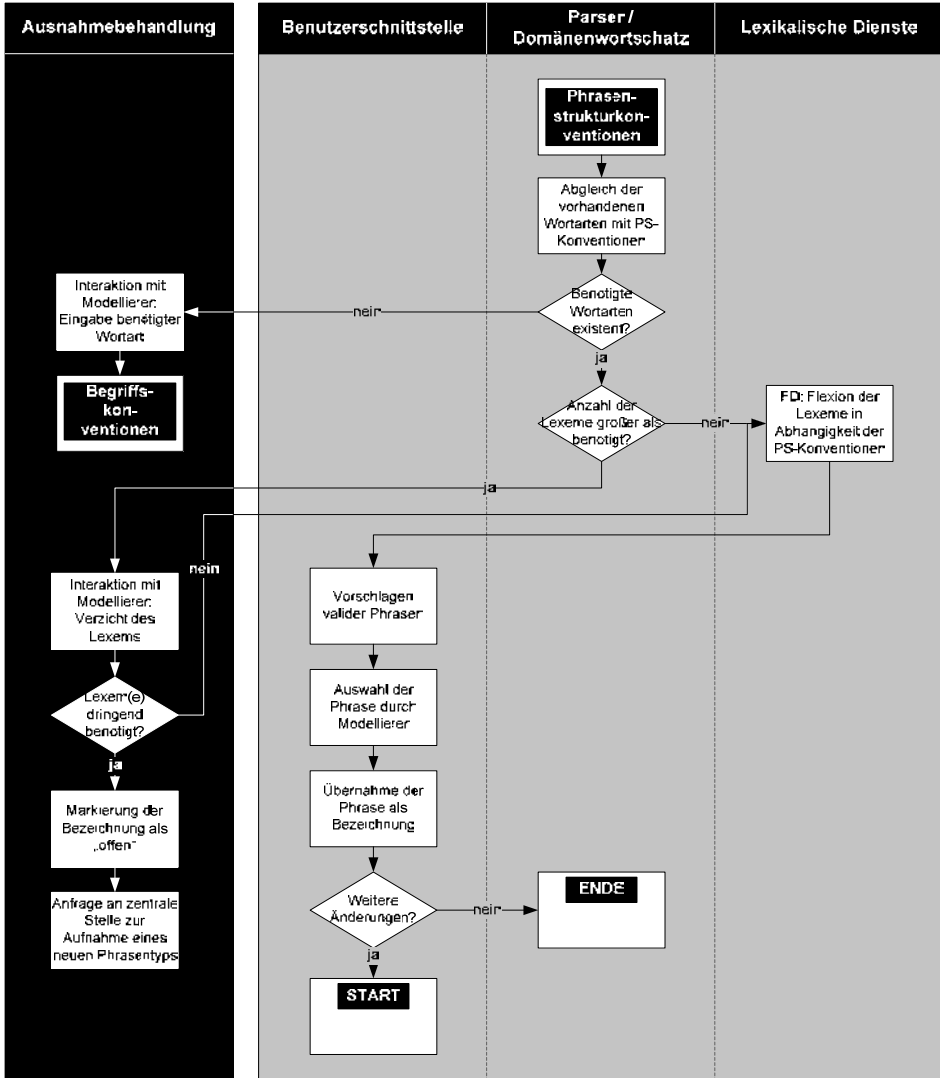 Ausnahmebehandlung
Benutzerschnittstelle
Parser /
Domänenwortschatz
Lexikalische Dienste
Phrasen-
strukturkon-
ventionen
Abgleich der
vorhandenen
Wortarten mit PS-
Konventionen
Benötigte
Wortarten
existent?
nein
ja
Interaktion mit
Modellierer:
Eingabe benötigter
Wortart
Begriffs-
kon-
ventionen
Anzahl der
Lexeme größer als
benötigt?
nein
ja
FD: Flexion der
Lexeme in
Abhängigkeit der
PS-Konventionen
nein
Interaktion mit
Modellierer:
Verzicht des
Lexems
Lexem(e)
dringend
benötigt?
ja
Markierung der
Bezeichnung als
„offen“
Anfrage an zentrale
Stelle zur
Aufnahme eines
neuen Phrasentyps
Vorschlagen
valider Phrasen
Auswahl der
Phrase durch
Modellierer
Übernahme der
Phrase als
Bezeichnung
Weitere
Änderungen?
nein
ja
ENDE
START